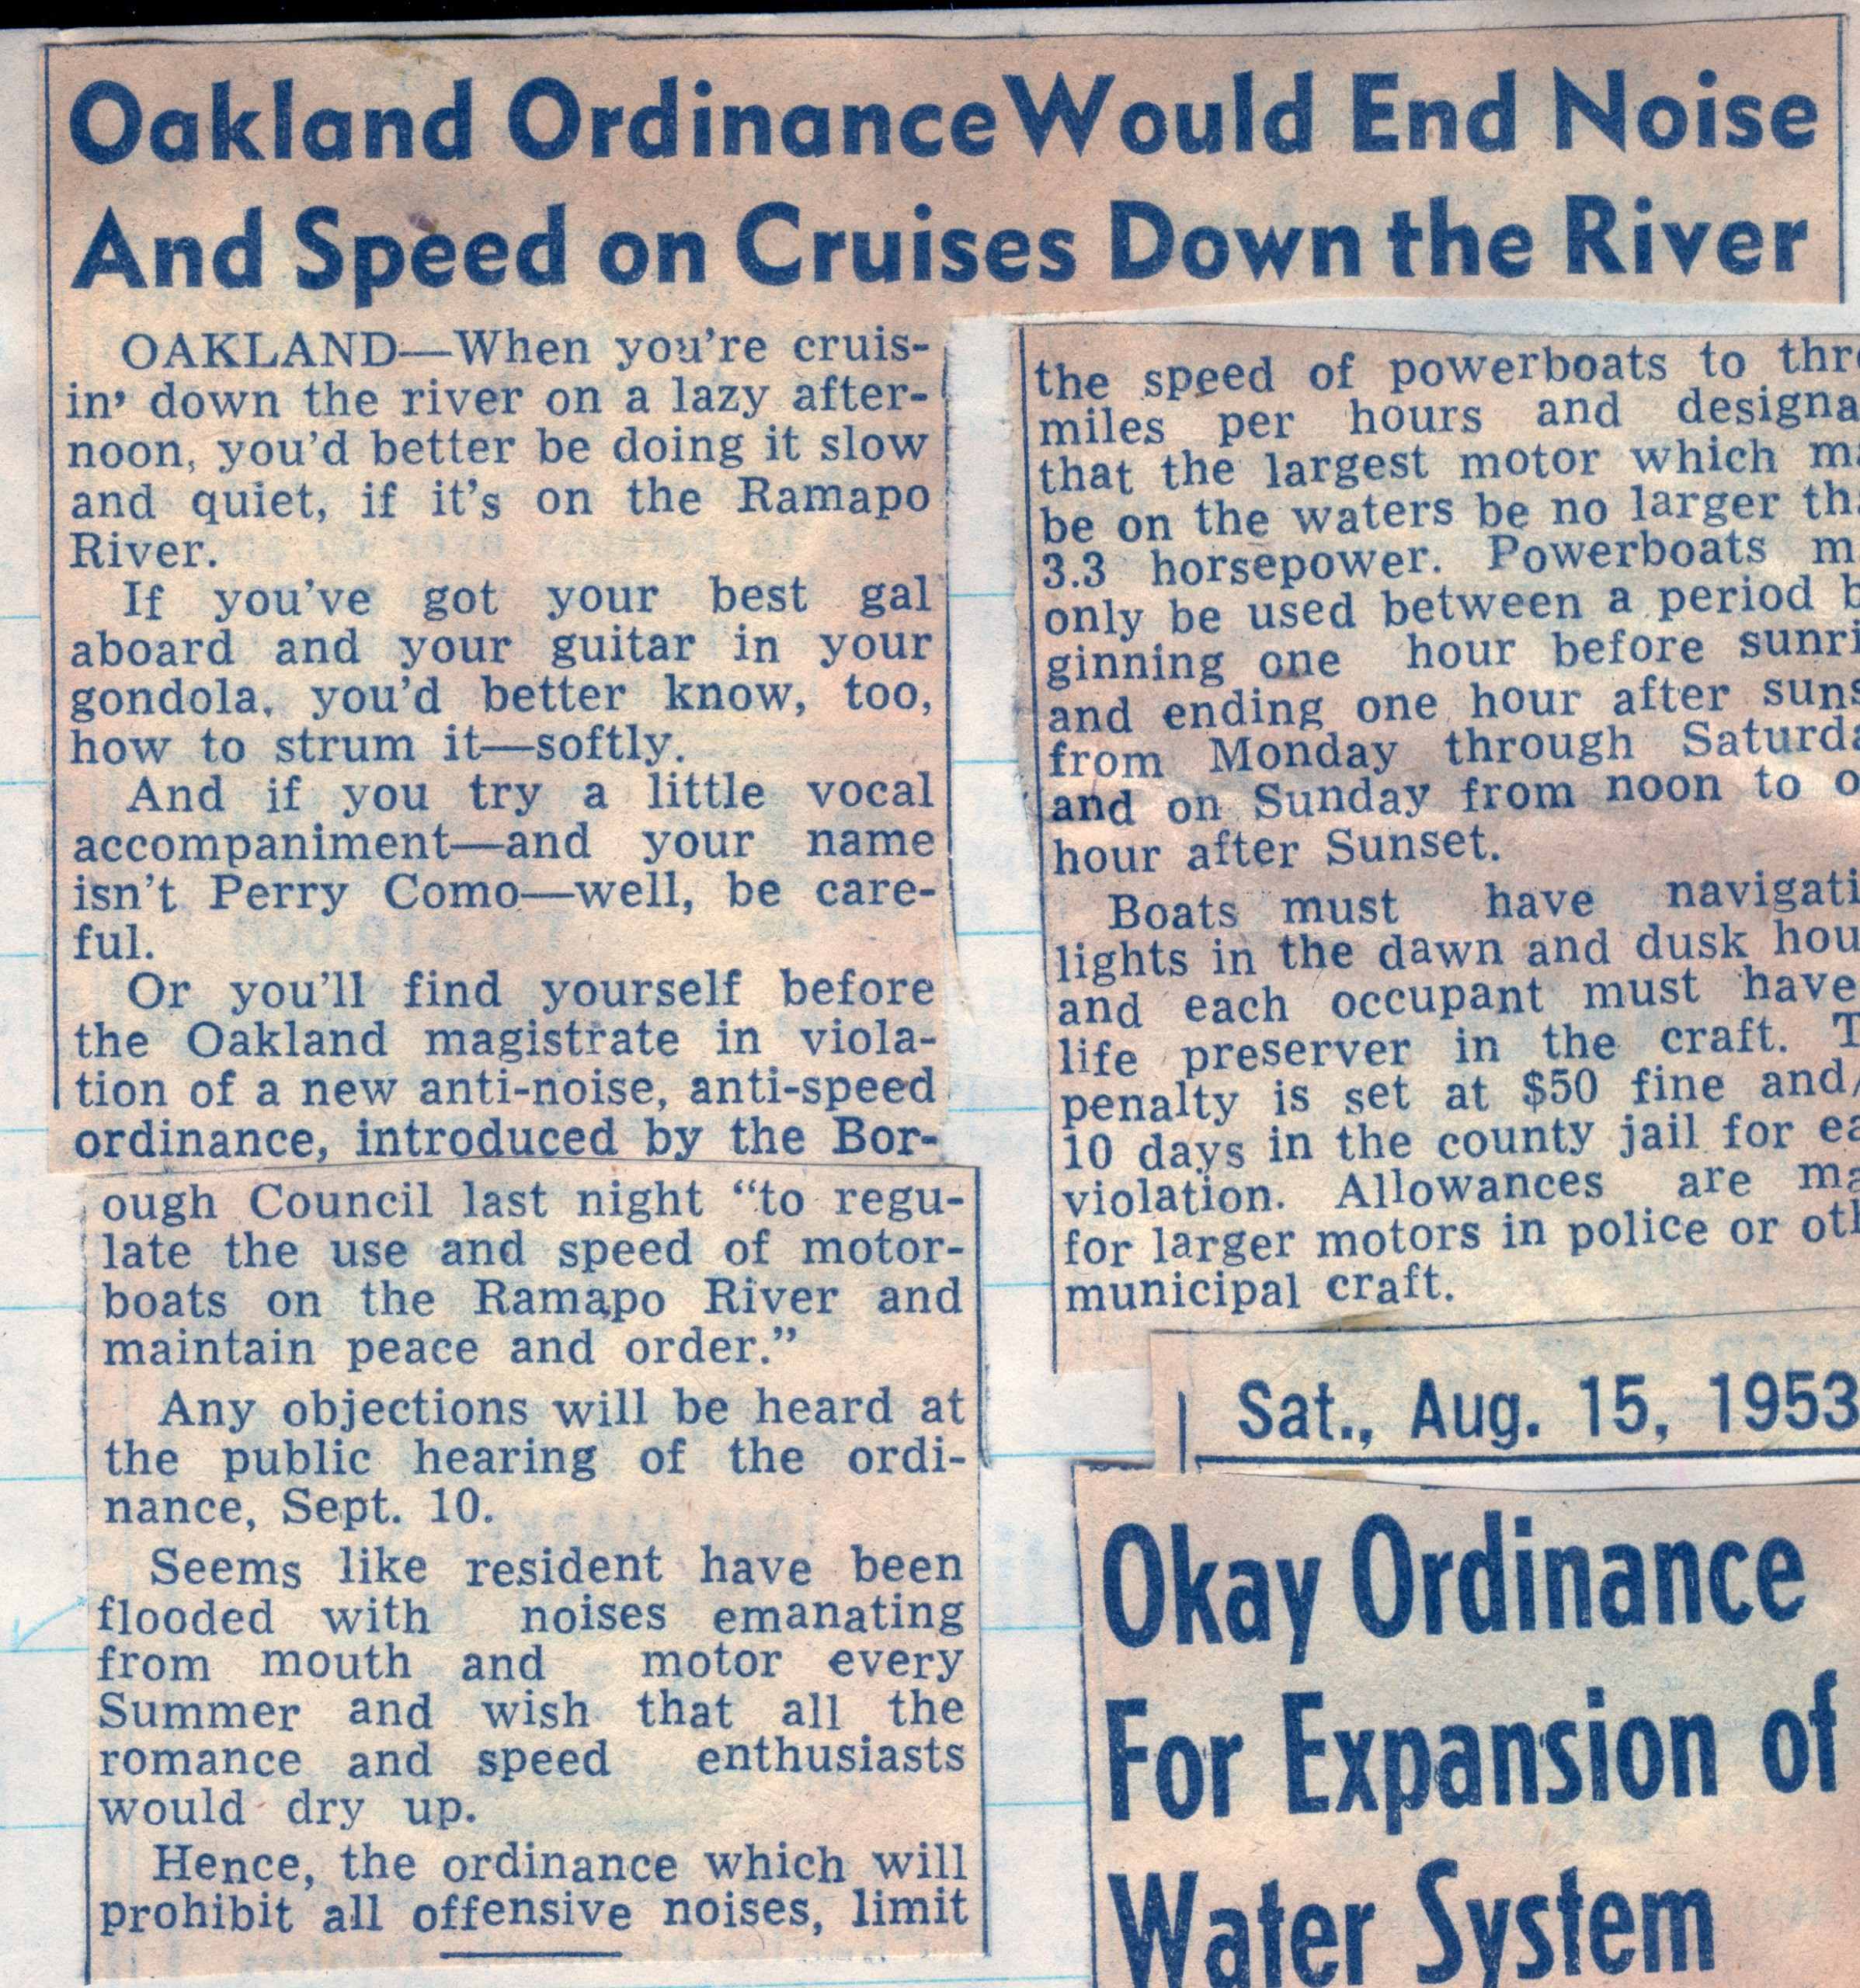 Oakland Ordinance Would End Noise
And Speed on Cruises Down the River
OAKLAND—When you're cruis-
in' down the river on a lazy after-
noon, you'd better be doing it slow
and quiet, if it's on the Ramapo
River.
If you've got your best gal
aboard and your guitar in your
gondola, you'd better know, too,
how to strum it—softly.
And if you try a little vocal
accompaniment—and your name
isn't Perry Como—well, be care-
ful.
Or you'll find yourself before
the Oakland magistrate in viola-
tion of a new anti-noise, anti-speed
ordinance, introduced by the Bor-
ough Council last night “to regu-
late the use and speed of motor-
boats on the Ramapo River and
maintain peace and order.”
Any objections will be heard at
the public hearing of the ordi-
nance, Sept. 10.
Seems like resident have been
flooded with noises emanating
from mouth and motor every
Summer and wish that all the
romance and speed enthusiasts
would dry up.
Hence, the ordinance which will
prohibit all offensive noises, limit
the speed of powerboats to thre
miles per hours and designa
that the largest motor which ma
be on the waters be no larger tha
3.3 horsepower. Powerboats m
only be used between a period b
ginning one hour before sunri
and ending one hour after suns
from Monday through Saturda
and on Sunday from noon to o
hour after Sunset.
Boats must have navigati
lights in the dawn and dusk hou
and each occupant must have
life preserver in the craft. T
penalty is set at $50 fine and/
10 days in the county jail for ea
violation. Allowances are ma
for larger motors in police or oth
municipal craft.
Sat., Aug. 15, 1953
Okay Ordinance
For Expansion of
Water System